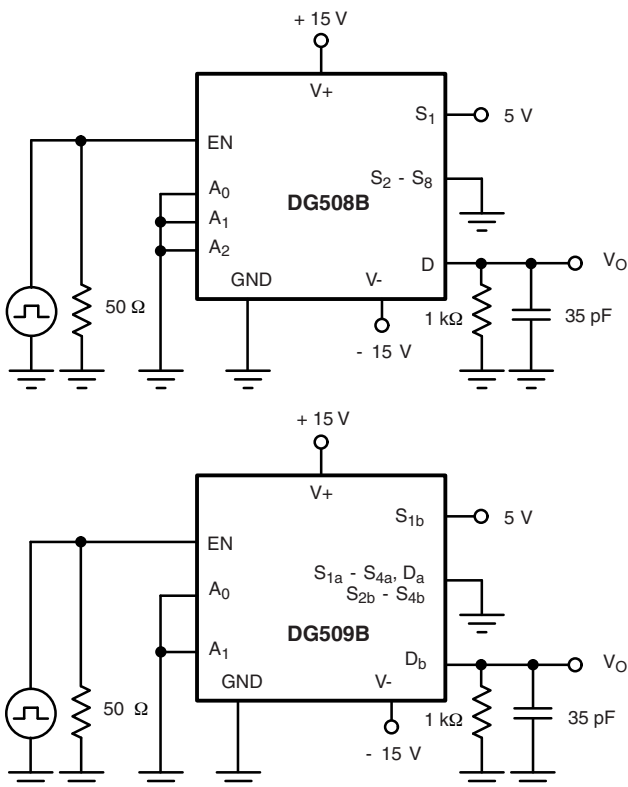 + 15 V
V+
S1 5 V
EN
A0 S2 - S8
DG508B
A1
A2
D VO
GND V-
50 Ω 1 kΩ 35 pF
- 15 V
+ 15 V
V+
S1b 5 V
EN
S1a - S4a, Da
A0 S2b - S4b
DG509B
A1 Db VO
GND V-
50 Ω 1 kΩ 35 pF
- 15 V